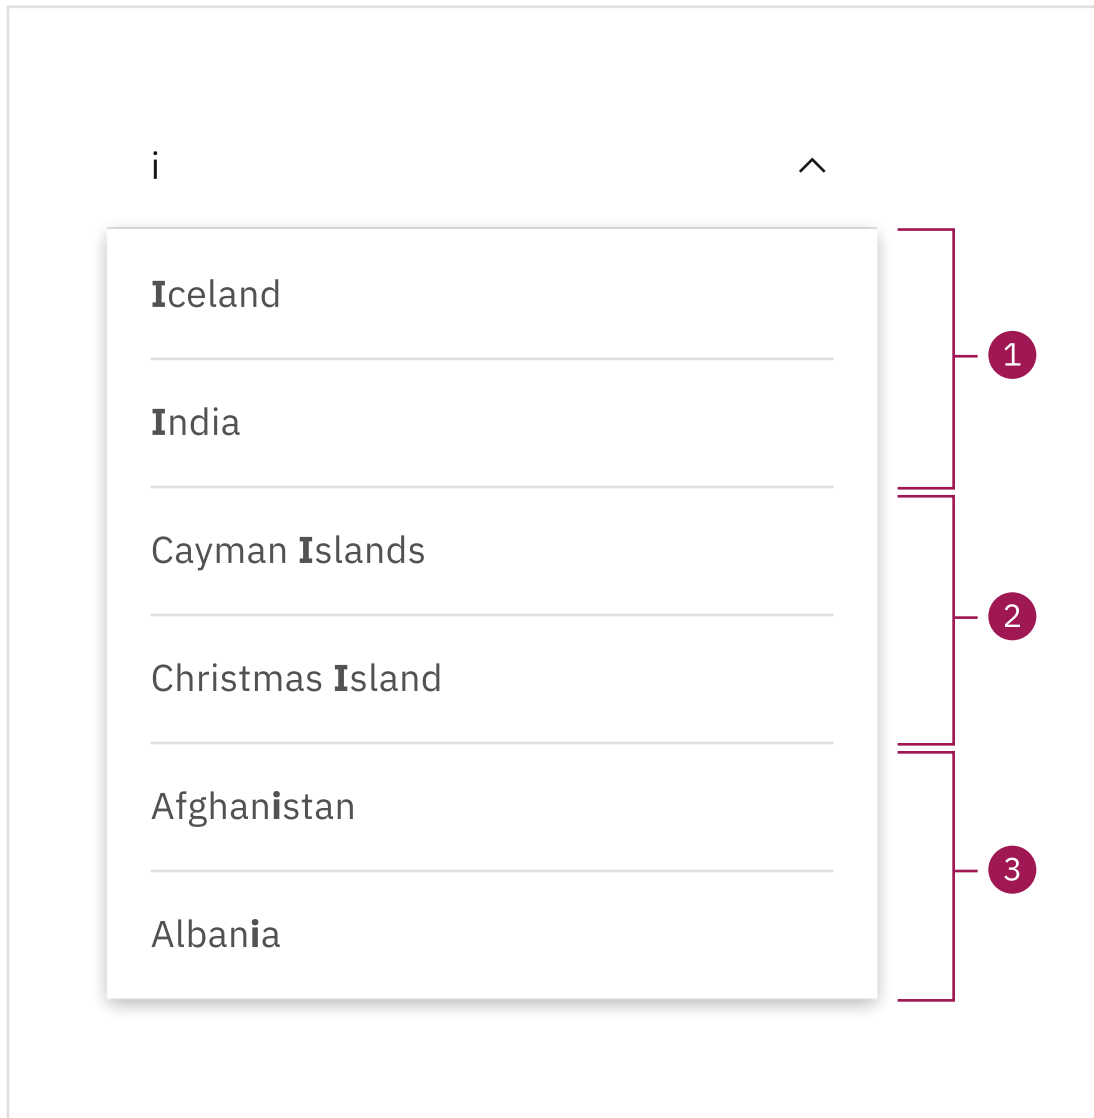 i
Iceland
India
1
Cayman Islands
Christmas Island
2
Afghanistan
Albania
3